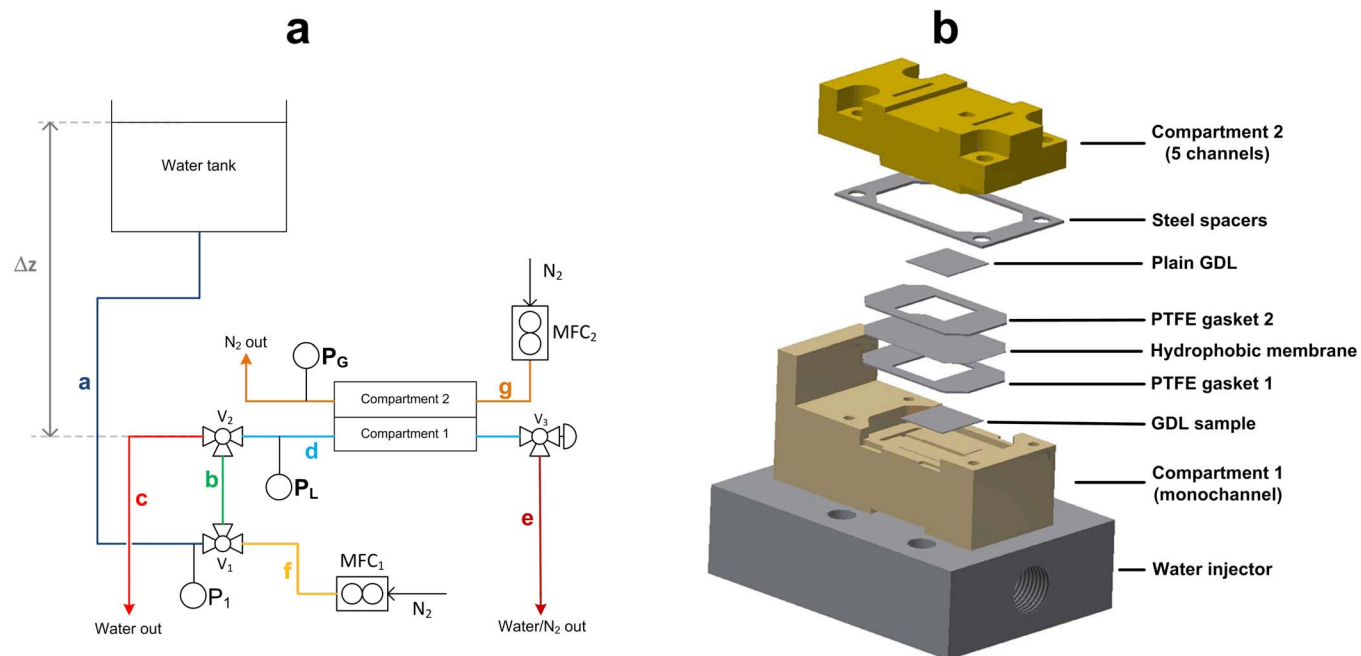 a
Water tank
Δz
a
N₂
MFC₂
N₂ out
P_G
g
Compartment 2
Compartment 1
V₂
V₃
d
b
c
P_L
e
V₁
f
MFC₁
P₁
N₂
Water out
Water/N₂ out
b
Compartment 2
(5 channels)
Steel spacers
Plain GDL
PTFE gasket 2
Hydrophobic membrane
PTFE gasket 1
GDL sample
Compartment 1
(monochannel)
Water injector